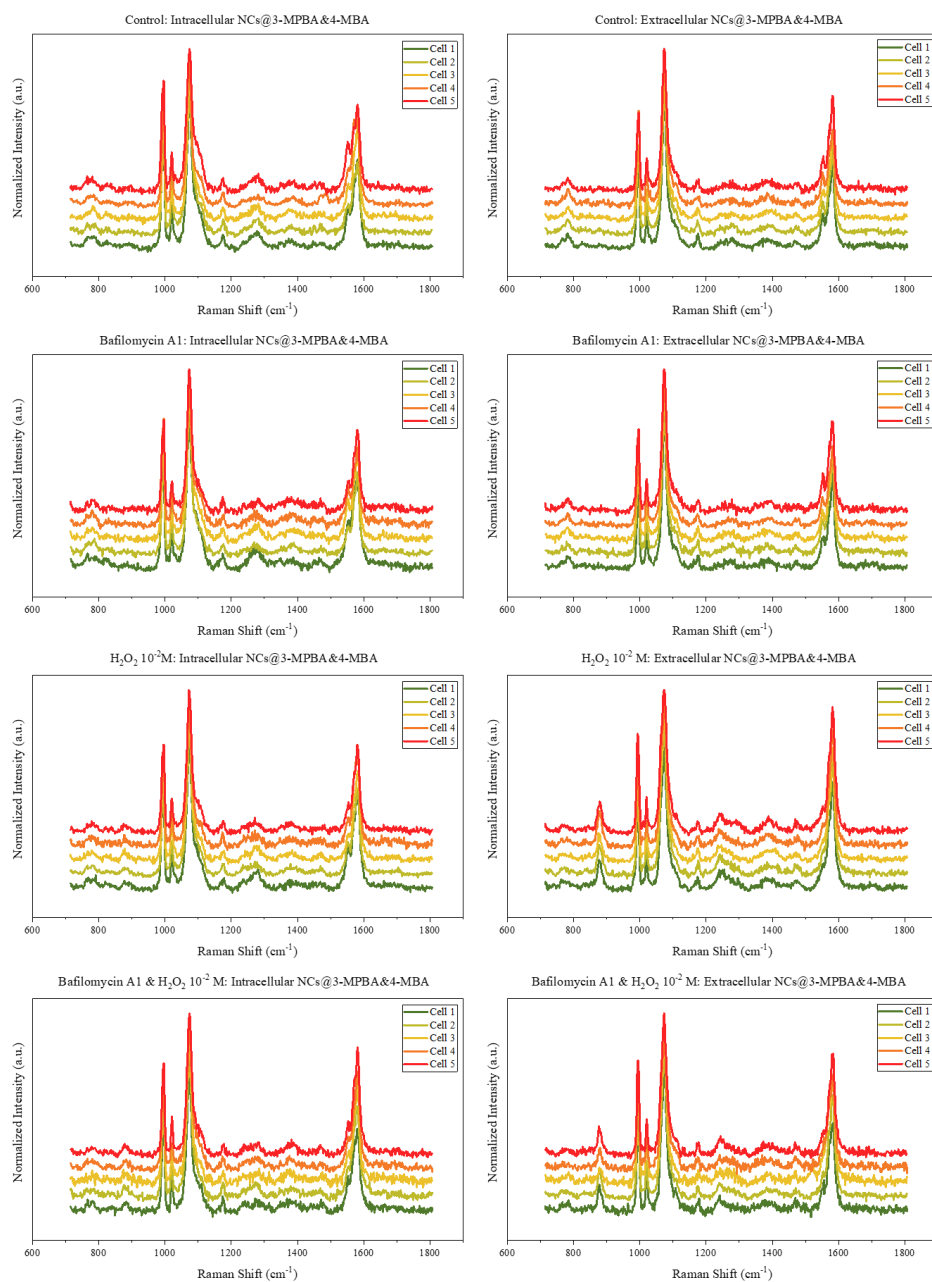 Control: Intracellular NCs@3-MPBA&4-MBA
Normalized Intensity (a.u.)
Cell 1
Cell 2
Cell 3
Cell 4
Cell 5
600 800 1000 1200 1400 1600 1800
Raman Shift (cm⁻¹)
Control: Extracellular NCs@3-MPBA&4-MBA
Normalized Intensity (a.u.)
Cell 1
Cell 2
Cell 3
Cell 4
Cell 5
600 800 1000 1200 1400 1600 1800
Raman Shift (cm⁻¹)
Bafilomycin A1: Intracellular NCs@3-MPBA&4-MBA
Normalized Intensity (a.u.)
Cell 1
Cell 2
Cell 3
Cell 4
Cell 5
600 800 1000 1200 1400 1600 1800
Raman Shift (cm⁻¹)
Bafilomycin A1: Extracellular NCs@3-MPBA&4-MBA
Normalized Intensity (a.u.)
Cell 1
Cell 2
Cell 3
Cell 4
Cell 5
600 800 1000 1200 1400 1600 1800
Raman Shift (cm⁻¹)
H₂O₂ 10⁻²M: Intracellular NCs@3-MPBA&4-MBA
Normalized Intensity (a.u.)
Cell 1
Cell 2
Cell 3
Cell 4
Cell 5
600 800 1000 1200 1400 1600 1800
Raman Shift (cm⁻¹)
H₂O₂ 10⁻² M: Extracellular NCs@3-MPBA&4-MBA
Normalized Intensity (a.u.)
Cell 1
Cell 2
Cell 3
Cell 4
Cell 5
600 800 1000 1200 1400 1600 1800
Raman Shift (cm⁻¹)
Bafilomycin A1 & H₂O₂ 10⁻² M: Intracellular NCs@3-MPBA&4-MBA
Normalized Intensity (a.u.)
Cell 1
Cell 2
Cell 3
Cell 4
Cell 5
600 800 1000 1200 1400 1600 1800
Raman Shift (cm⁻¹)
Bafilomycin A1 & H₂O₂ 10⁻² M: Extracellular NCs@3-MPBA&4-MBA
Normalized Intensity (a.u.)
Cell 1
Cell 2
Cell 3
Cell 4
Cell 5
600 800 1000 1200 1400 1600 1800
Raman Shift (cm⁻¹)